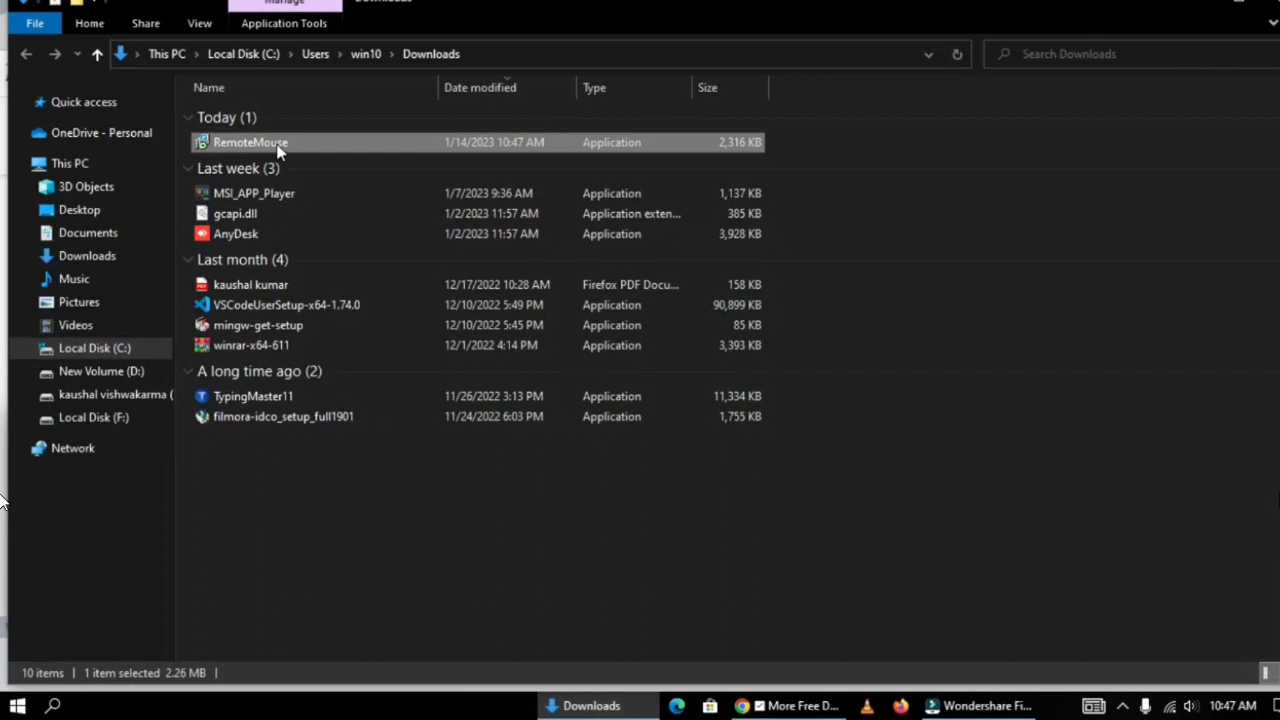 Manage
Downloads
File Home Share View Application Tools
This PC Local Disk (C:) Users win10 Downloads
Search Downloads
Name Date modified Type Size
Quick access
OneDrive - Personal
This PC
3D Objects
Desktop
Documents
Downloads
Music
Pictures
Videos
Local Disk (C:)
New Volume (D:)
kaushal vishwakarma (
Local Disk (F:)
Network
Today (1)
RemoteMouse 1/14/2023 10:47 AM Application 2,316 KB
Last week (3)
MSI_APP_Player 1/7/2023 9:36 AM Application 1,137 KB
gcapi.dll 1/2/2023 11:57 AM Application exten... 385 KB
AnyDesk 1/2/2023 11:57 AM Application 3,928 KB
Last month (4)
kaushal kumar 12/17/2022 10:28 AM Firefox PDF Docu... 158 KB
VSCodeUserSetup-x64-1.74.0 12/10/2022 5:49 PM Application 90,899 KB
mingw-get-setup 12/10/2022 5:45 PM Application 85 KB
winrar-x64-611 12/1/2022 4:14 PM Application 3,393 KB
A long time ago (2)
TypingMaster11 11/26/2022 3:13 PM Application 11,334 KB
filmora-idco_setup_full1901 11/24/2022 6:03 PM Application 1,755 KB
10 items 1 item selected 2.26 MB
Downloads More Free D... Wondershare Fi... 10:47 AM